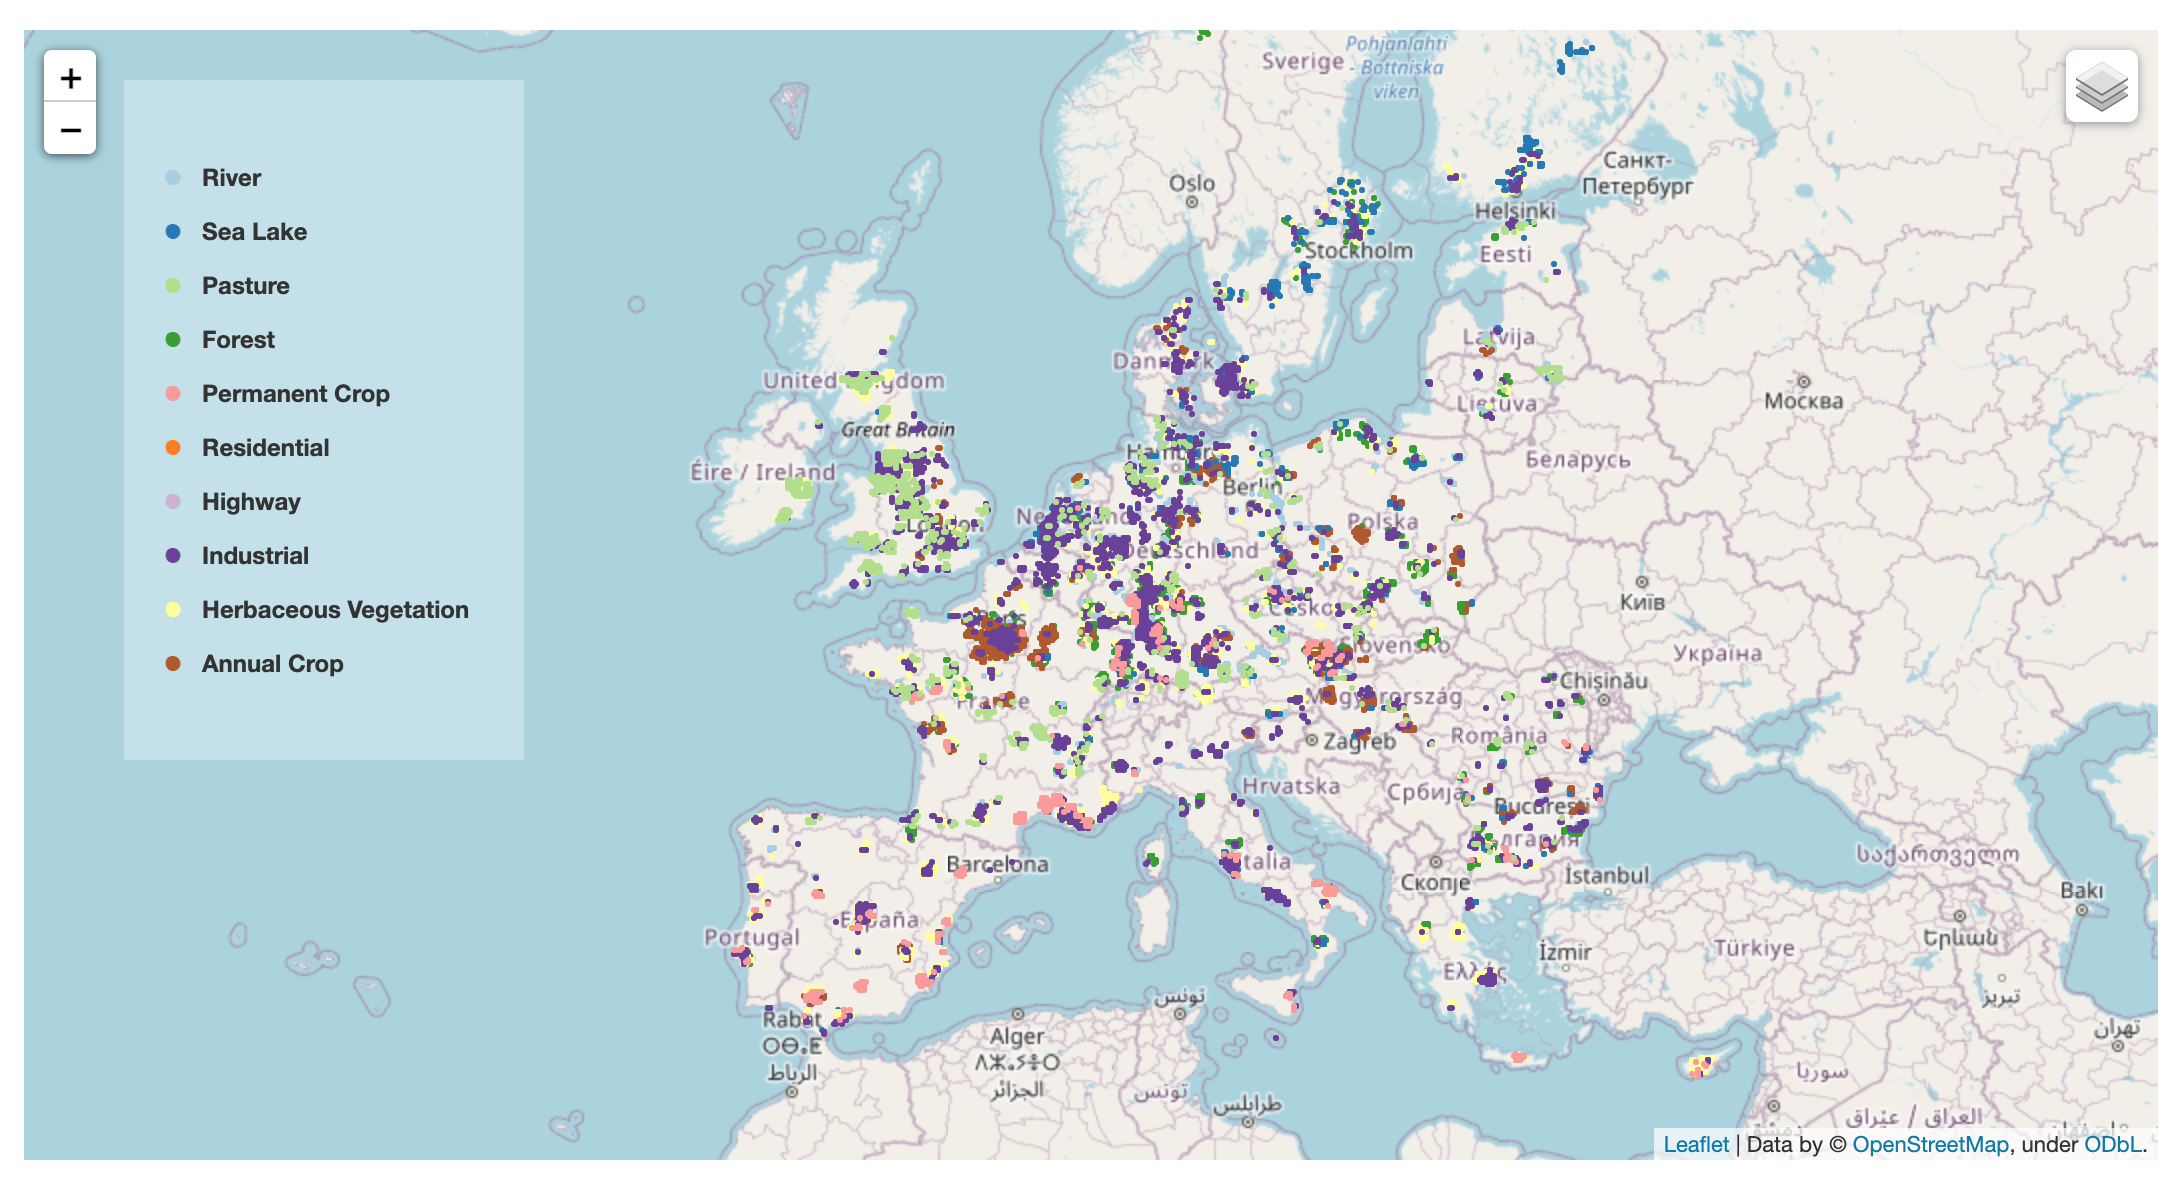 +
−
River
Sea Lake
Pasture
Forest
Permanent Crop
Residential
Highway
Industrial
Herbaceous Vegetation
Annual Crop
Sverige
Pohjanlahti
- Bottniska
viken
Oslo
Санкт-
Петербург
Helsinki
Stockholm
Eesti
Latvija
Danmark
United Kingdom
Москва
Lietuva
Great Britain
Éire / Ireland
Hamburg
Беларусь
Berlin
London
Polska
Deutschland
Київ
Česko
Paris
Slovensko
Україна
Chișinău
France
Magyarország
România
Zagreb
Hrvatska
Србија
București
България
Barcelona
Italia
Скопје
İstanbul
საქართველო
Bakı
España
Portugal
Երևան
İzmir
Türkiye
Ελλάς
تونس
تبريز
Rabat
ⵔⴱⴰⵟ
الرباط
Alger
الجزائر
تونس
طرابلس
تهران
سوريا
العراق / عێراق
Leaflet | Data by © OpenStreetMap, under ODbL.